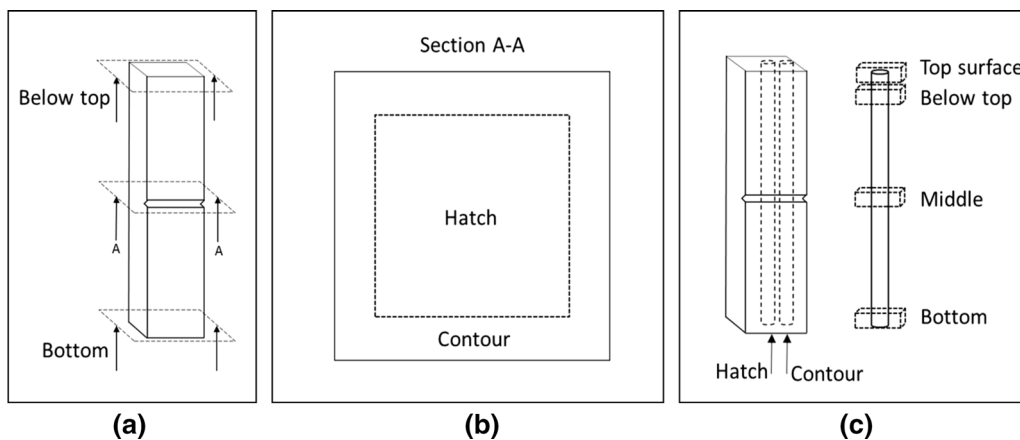 Below top
A
A
Bottom
(a)
Section A-A
Hatch
Contour
(b)
Top surface
Below top
Middle
Bottom
Hatch
Contour
(c)